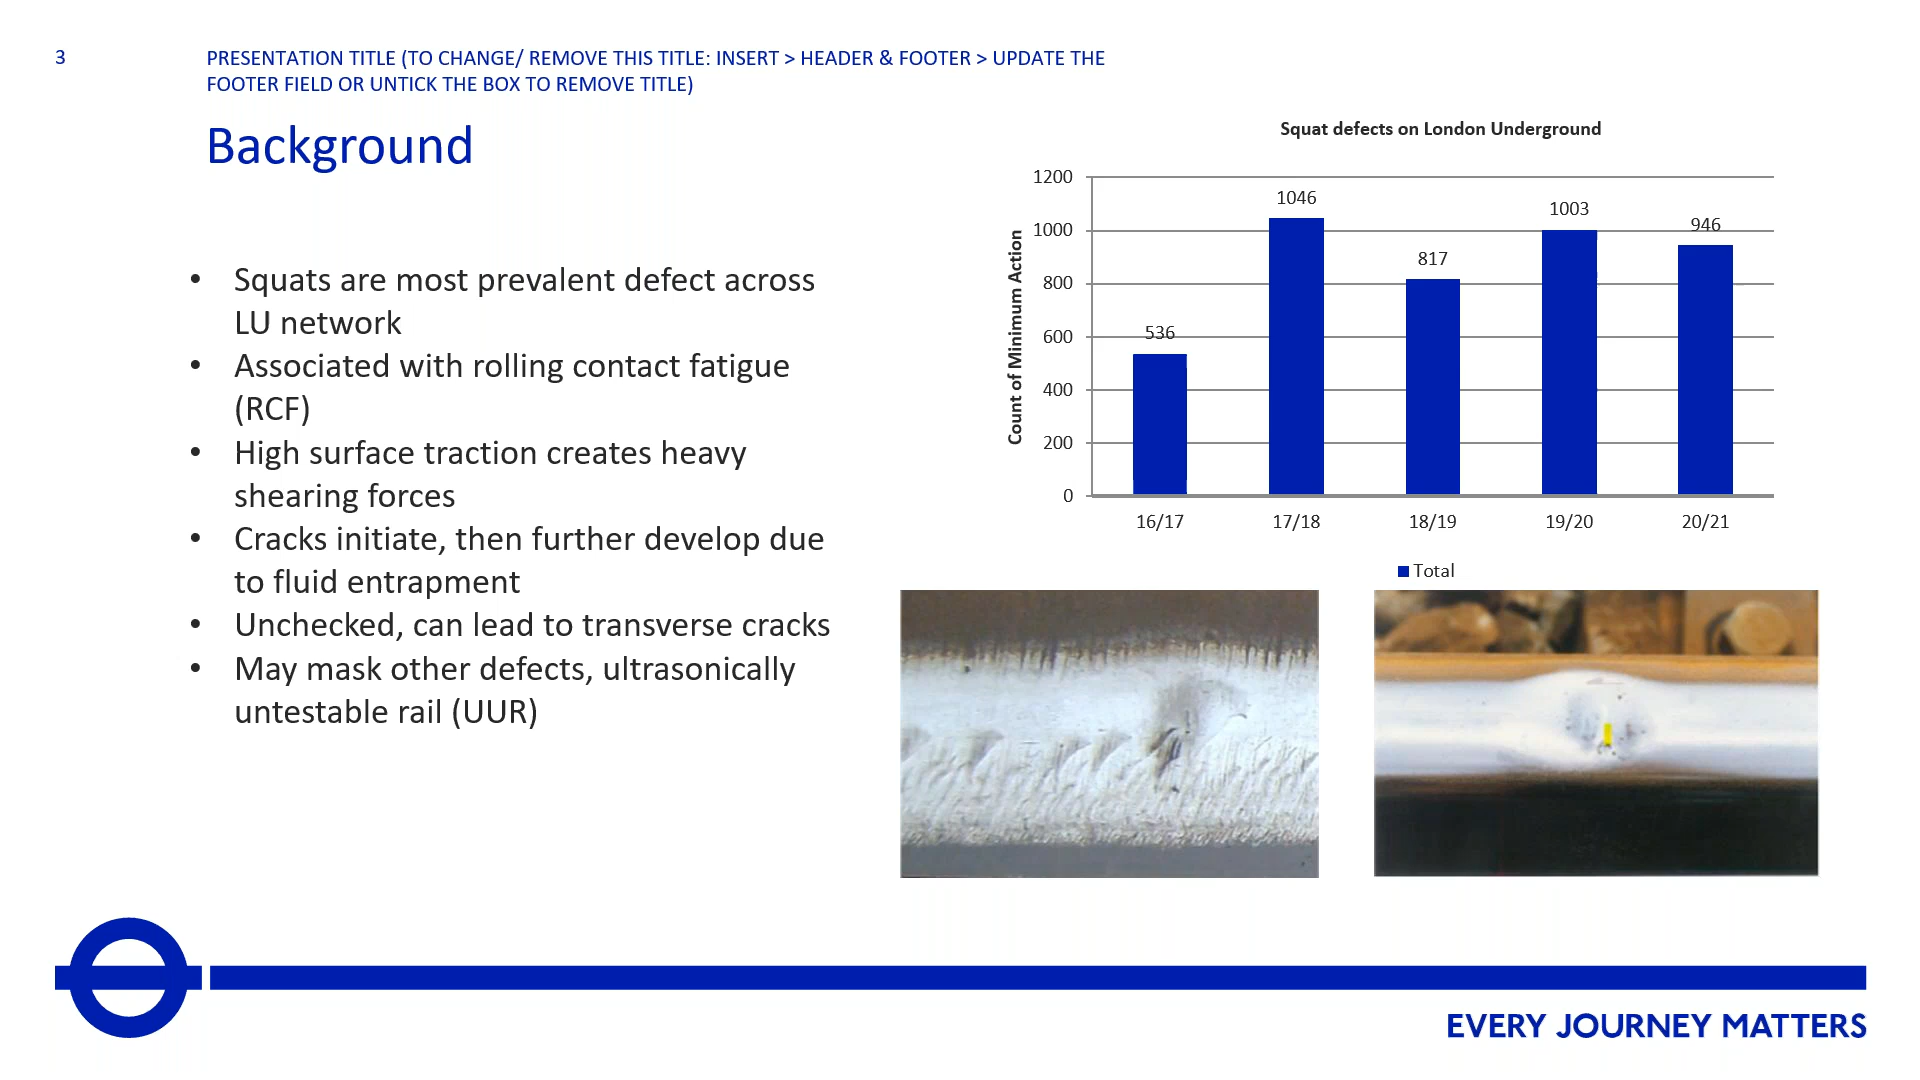 3
PRESENTATION TITLE (TO CHANGE/ REMOVE THIS TITLE: INSERT > HEADER & FOOTER > UPDATE THE
FOOTER FIELD OR UNTICK THE BOX TO REMOVE TITLE)
Background
• Squats are most prevalent defect across
LU network
• Associated with rolling contact fatigue
(RCF)
• High surface traction creates heavy
shearing forces
• Cracks initiate, then further develop due
to fluid entrapment
• Unchecked, can lead to transverse cracks
• May mask other defects, ultrasonically
untestable rail (UUR)
Squat defects on London Underground
Count of Minimum Action
1200
1000
800
600
400
200
0
536
1046
817
1003
946
16/17
17/18
18/19
19/20
20/21
Total
EVERY JOURNEY MATTERS